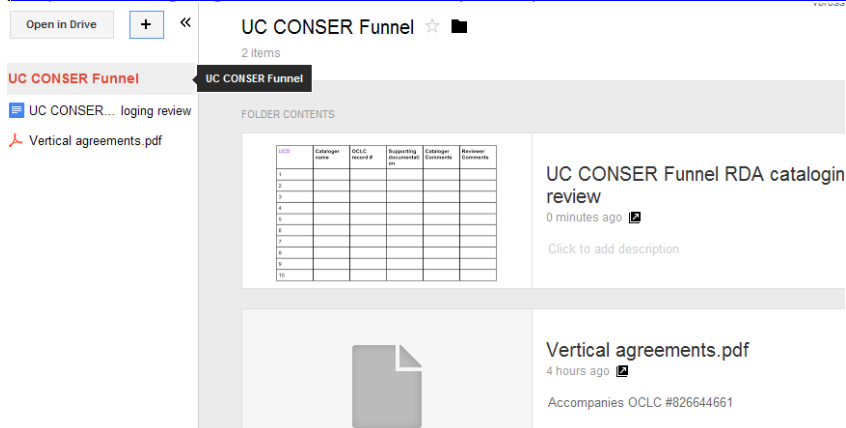 Open in Drive + «
UC CONSER Funnel
2 items
UC CONSER Funnel
UC CONSER Funnel
UC CONSER... loging review
Vertical agreements.pdf
FOLDER CONTENTS
UCD Cataloger name OCLC record # Supporting documentati on Cataloger Comments Reviewer Comments
1
2
3
4
5
6
7
8
9
10
UC CONSER Funnel RDA catalogin
review
0 minutes ago
Click to add description
Vertical agreements.pdf
4 hours ago
Accompanies OCLC #826644661